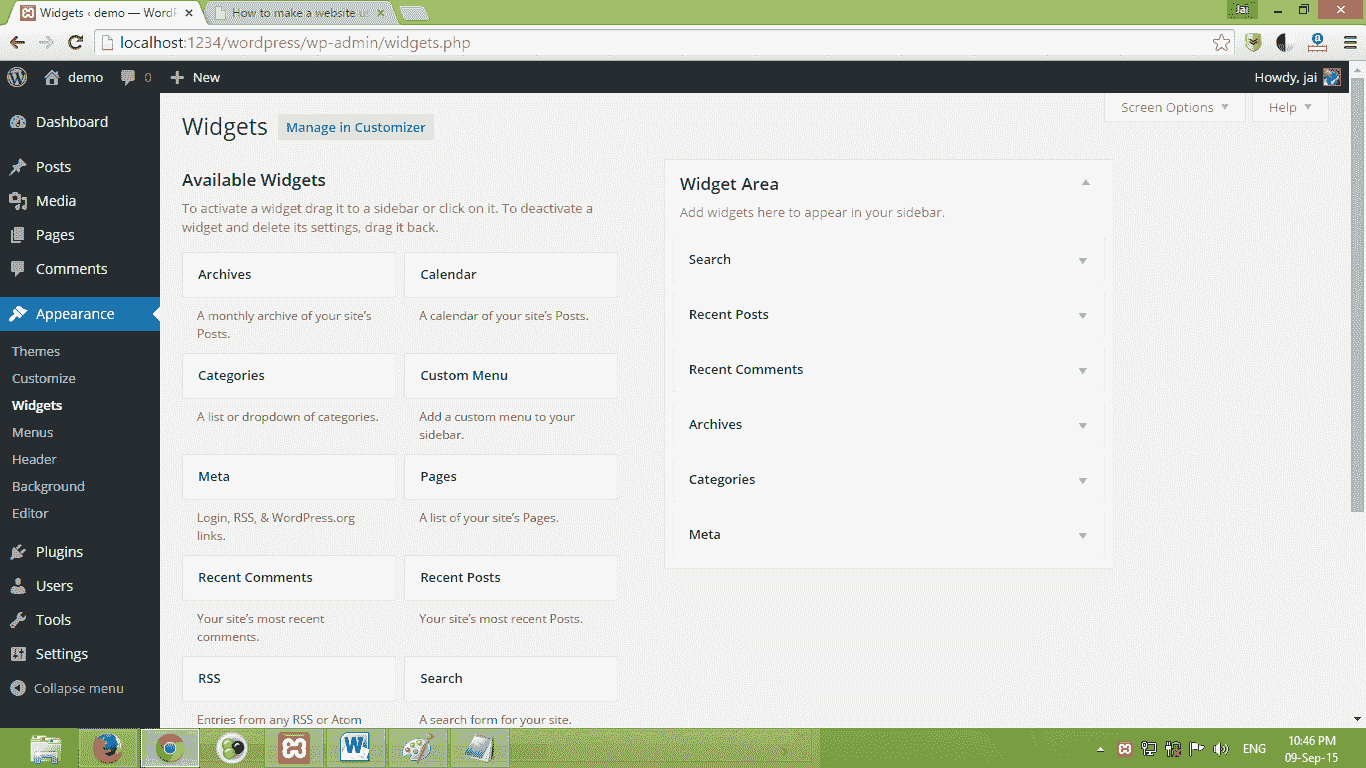 Widgets ‹ demo — WordP
How to make a website u
Jai
localhost:1234/wordpress/wp-admin/widgets.php
demo
0
New
Howdy, jai
Screen Options
Help
Dashboard
Posts
Media
Pages
Comments
Appearance
Themes
Customize
Widgets
Menus
Header
Background
Editor
Plugins
Users
Tools
Settings
Collapse menu
Widgets
Manage in Customizer
Available Widgets
To activate a widget drag it to a sidebar or click on it. To deactivate a
widget and delete its settings, drag it back.
Archives
A monthly archive of your site’s
Posts.
Calendar
A calendar of your site’s Posts.
Categories
A list or dropdown of categories.
Custom Menu
Add a custom menu to your
sidebar.
Meta
Login, RSS, & WordPress.org
links.
Pages
A list of your site’s Pages.
Recent Comments
Your site’s most recent
comments.
Recent Posts
Your site’s most recent Posts.
RSS
Entries from any RSS or Atom
Search
A search form for your site.
Widget Area
Add widgets here to appear in your sidebar.
Search
Recent Posts
Recent Comments
Archives
Categories
Meta
ENG
10:46 PM
09-Sep-15